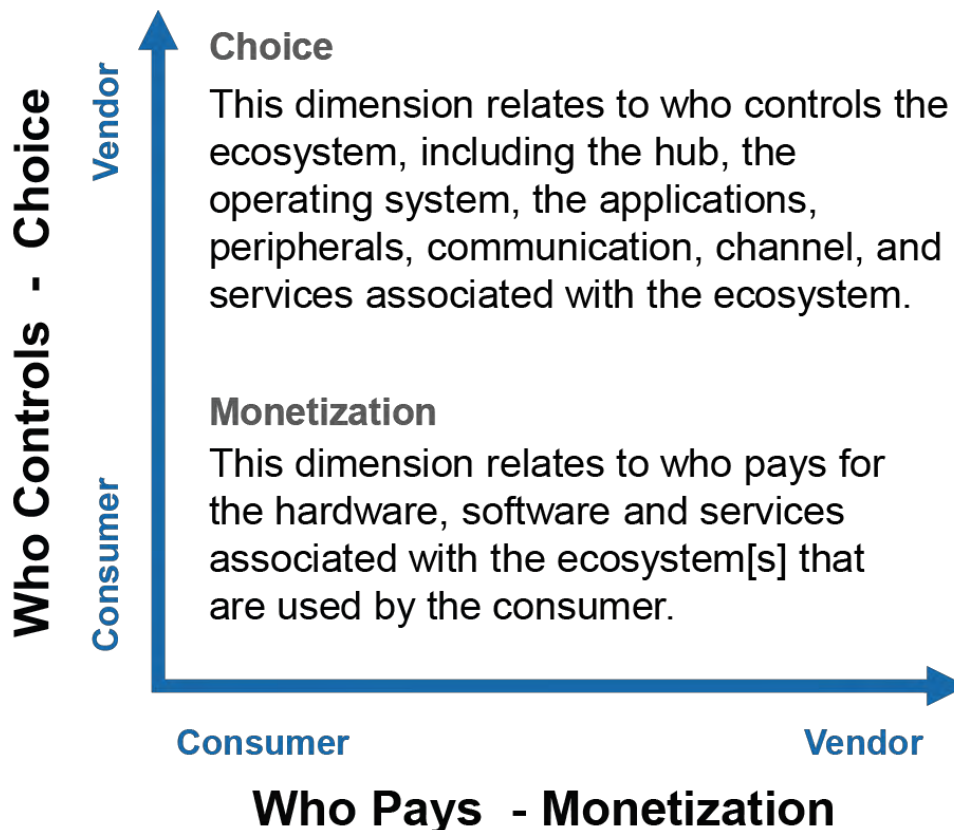 Who Controls - Choice
Vendor
Consumer
Choice
This dimension relates to who controls the
ecosystem, including the hub, the
operating system, the applications,
peripherals, communication, channel, and
services associated with the ecosystem.
Monetization
This dimension relates to who pays for
the hardware, software and services
associated with the ecosystem[s] that
are used by the consumer.
Consumer
Vendor
Who Pays - Monetization